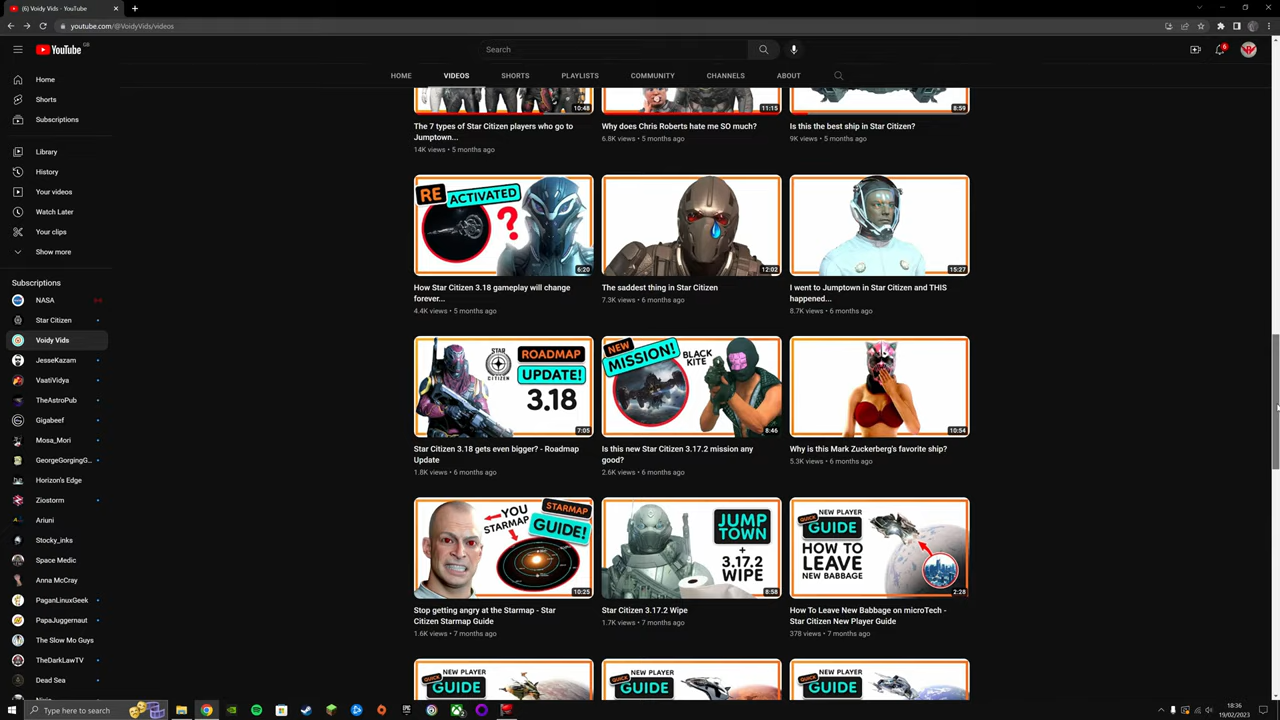 (6) Voidy Vids - YouTube
youtube.com/@VoidyVids/videos
YouTube GB
Search
6
HOME VIDEOS SHORTS PLAYLISTS COMMUNITY CHANNELS ABOUT
Home
Shorts
Subscriptions
Library
History
Your videos
Watch Later
Your clips
Show more
Subscriptions
NASA
Star Citizen
Voidy Vids
JesseKazam
VaatiVidya
TheAstroPub
Gigabeef
Mosa_Mori
GeorgeGorgingG...
Horizon's Edge
Ziostorm
Ariuni
Stocky_inks
Space Medic
Anna McCray
PaganLinuxGeek
PapaJuggernaut
The Slow Mo Guys
TheDarkLawTV
Dead Sea
10:48
The 7 types of Star Citizen players who go to
Jumptown...
14K views • 5 months ago
11:15
Why does Chris Roberts hate me SO much?
6.8K views • 5 months ago
8:59
Is this the best ship in Star Citizen?
9K views • 5 months ago
RE ACTIVATED
?
6:20
How Star Citizen 3.18 gameplay will change
forever...
4.4K views • 5 months ago
12:02
The saddest thing in Star Citizen
7.3K views • 6 months ago
15:27
I went to Jumptown in Star Citizen and THIS
happened...
8.7K views • 6 months ago
STAR
CITIZEN
ROADMAP
UPDATE!
3.18
7:05
Star Citizen 3.18 gets even bigger? - Roadmap
Update
1.8K views • 6 months ago
NEW
MISSION!
BLACK
KITE
8:46
Is this new Star Citizen 3.17.2 mission any
good?
2.6K views • 6 months ago
10:54
Why is this Mark Zuckerberg's favorite ship?
5.3K views • 6 months ago
YOU
STARMAP
STARMAP
GUIDE!
10:25
Stop getting angry at the Starmap - Star
Citizen Starmap Guide
1.6K views • 7 months ago
JUMP
TOWN
+
3.17.2
WIPE
8:58
Star Citizen 3.17.2 Wipe
1.7K views • 7 months ago
QUICK
NEW PLAYER
GUIDE
HOW TO
LEAVE
NEW BABBAGE
2:28
How To Leave New Babbage on microTech -
Star Citizen New Player Guide
378 views • 7 months ago
QUICK
NEW PLAYER
GUIDE
QUICK
NEW PLAYER
GUIDE
QUICK
NEW PLAYER
GUIDE
Type here to search
EPIC
2
18:36
19/02/2023